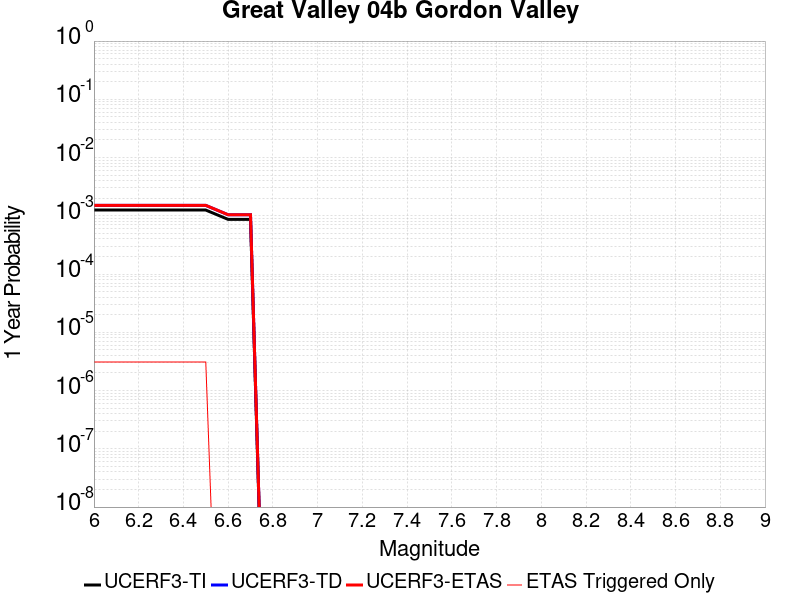 Great Valley 04b Gordon Valley
10^0
10^-1
10^-2
10^-3
10^-4
10^-5
10^-6
10^-7
10^-8
1 Year Probability
6 6.2 6.4 6.6 6.8 7 7.2 7.4 7.6 7.8 8 8.2 8.4 8.6 8.8 9
Magnitude
UCERF3-TI UCERF3-TD UCERF3-ETAS ETAS Triggered Only